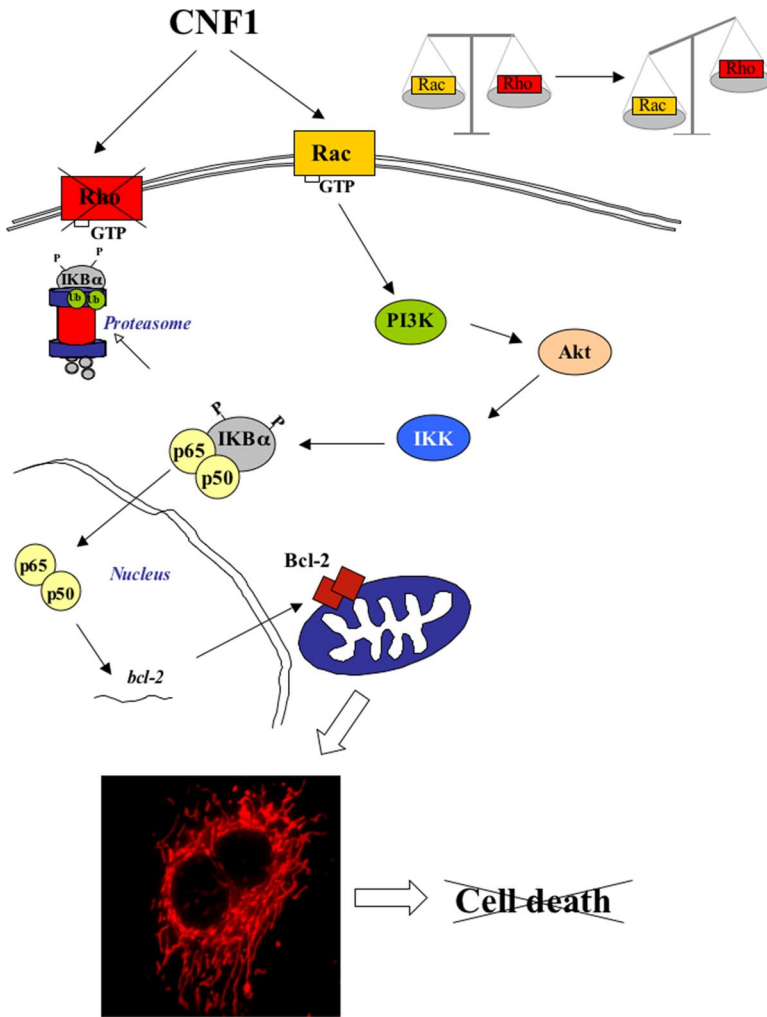 CNF1
Rac
Rho
Rac
Rho
Rac
GTP
Rho
GTP
P
P
IKBα
Ub
Ub
Proteasome
PI3K
Akt
IKK
P
P
IKBα
p65
p50
p65
p50
Nucleus
Bcl-2
bcl-2
Cell death